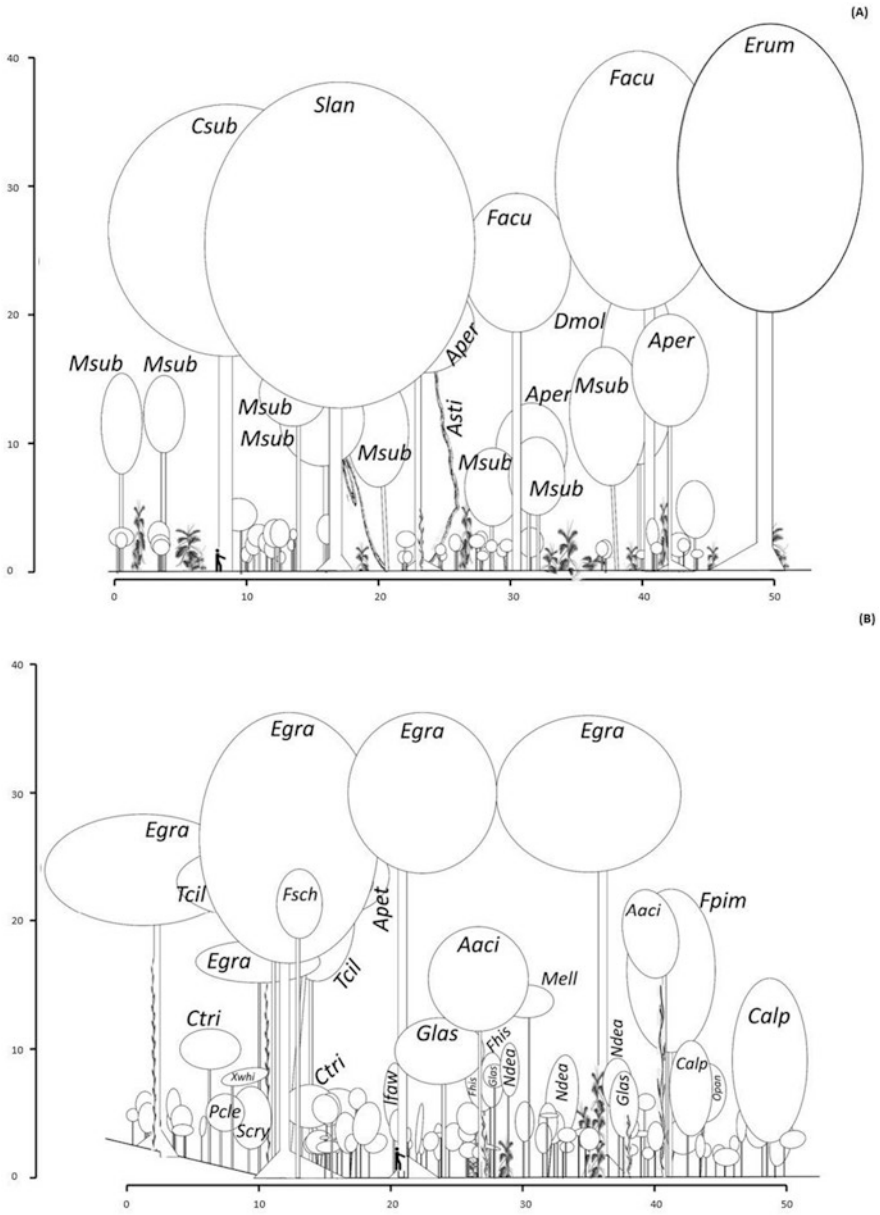 (A)
40
30
20
10
0
Erum
Facu
Slan
Csub
Facu
Dmol
Aper
Aper
Msub
Msub
Msub
Msub
Msub
Msub
Asti
Aper
Msub
Msub
0
10
20
30
40
50
(B)
40
30
20
10
0
Egra
Egra
Egra
Egra
Tcil
Fsch
Apet
Aaci
Fpim
Egra
Tcil
Aaci
Mell
Ctri
Glas
Fhis
Ndea
Calp
Xwhi
Ctri
Ifaw
Fhis
Glas
Ndea
Ndea
Glas
Calp
Opan
Pcle
Scry
0
10
20
30
40
50